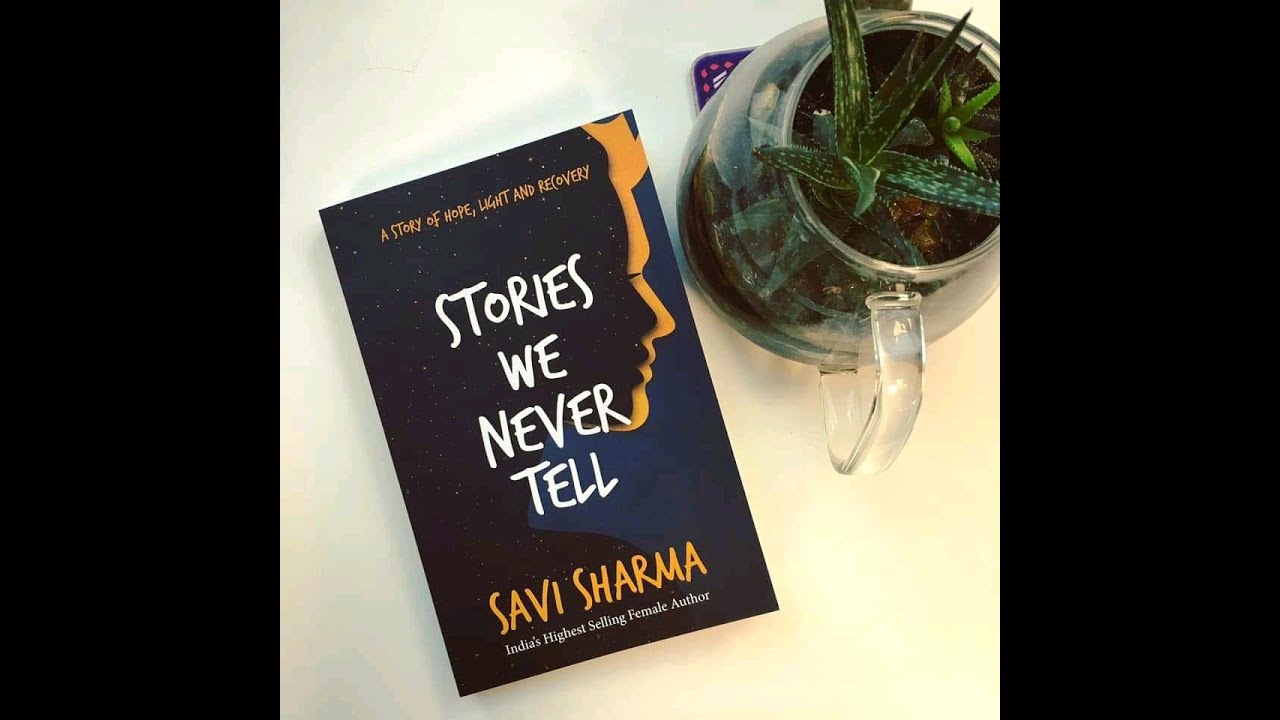 A STORY OF HOPE, LIGHT AND RECOVERY
STORIES
WE
NEVER
TELL
SAVI SHARMA
India's Highest Selling Female Author